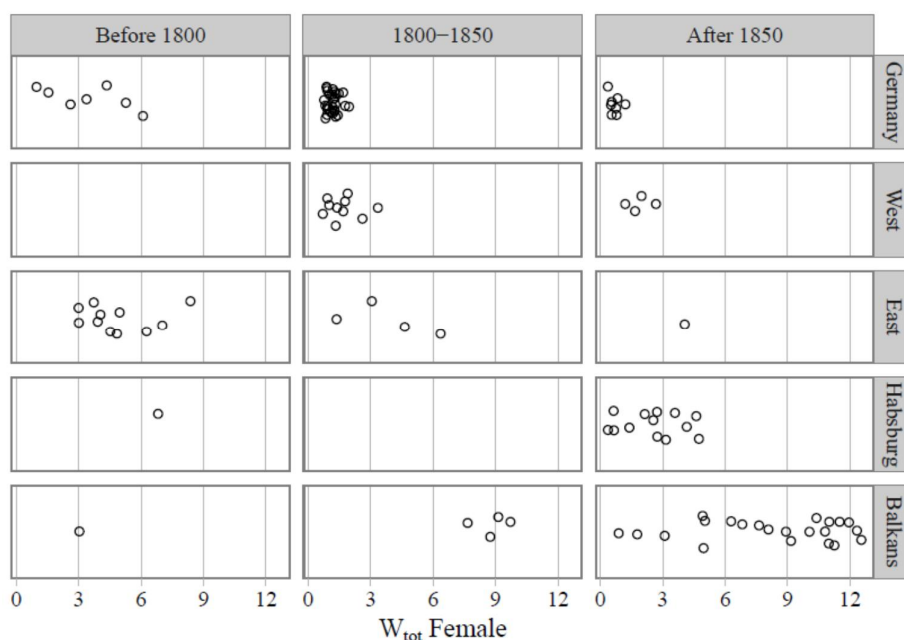 Before 1800 1800–1850 After 1850
Germany
West
East
Habsburg
Balkans
0 3 6 9 12 0 3 6 9 12 0 3 6 9 12
Wtot Female